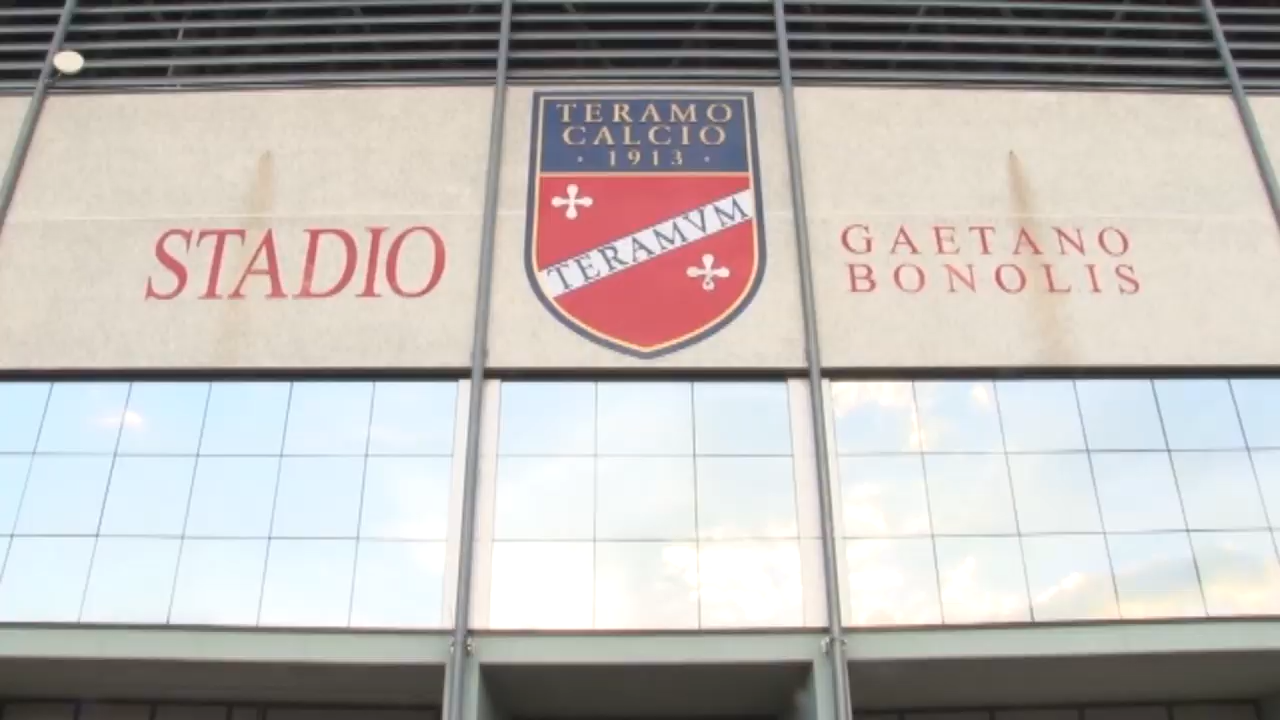 STADIO
TERAMO
CALCIO
· 1913 ·
TERAMVM
GAETANO
BONOLIS